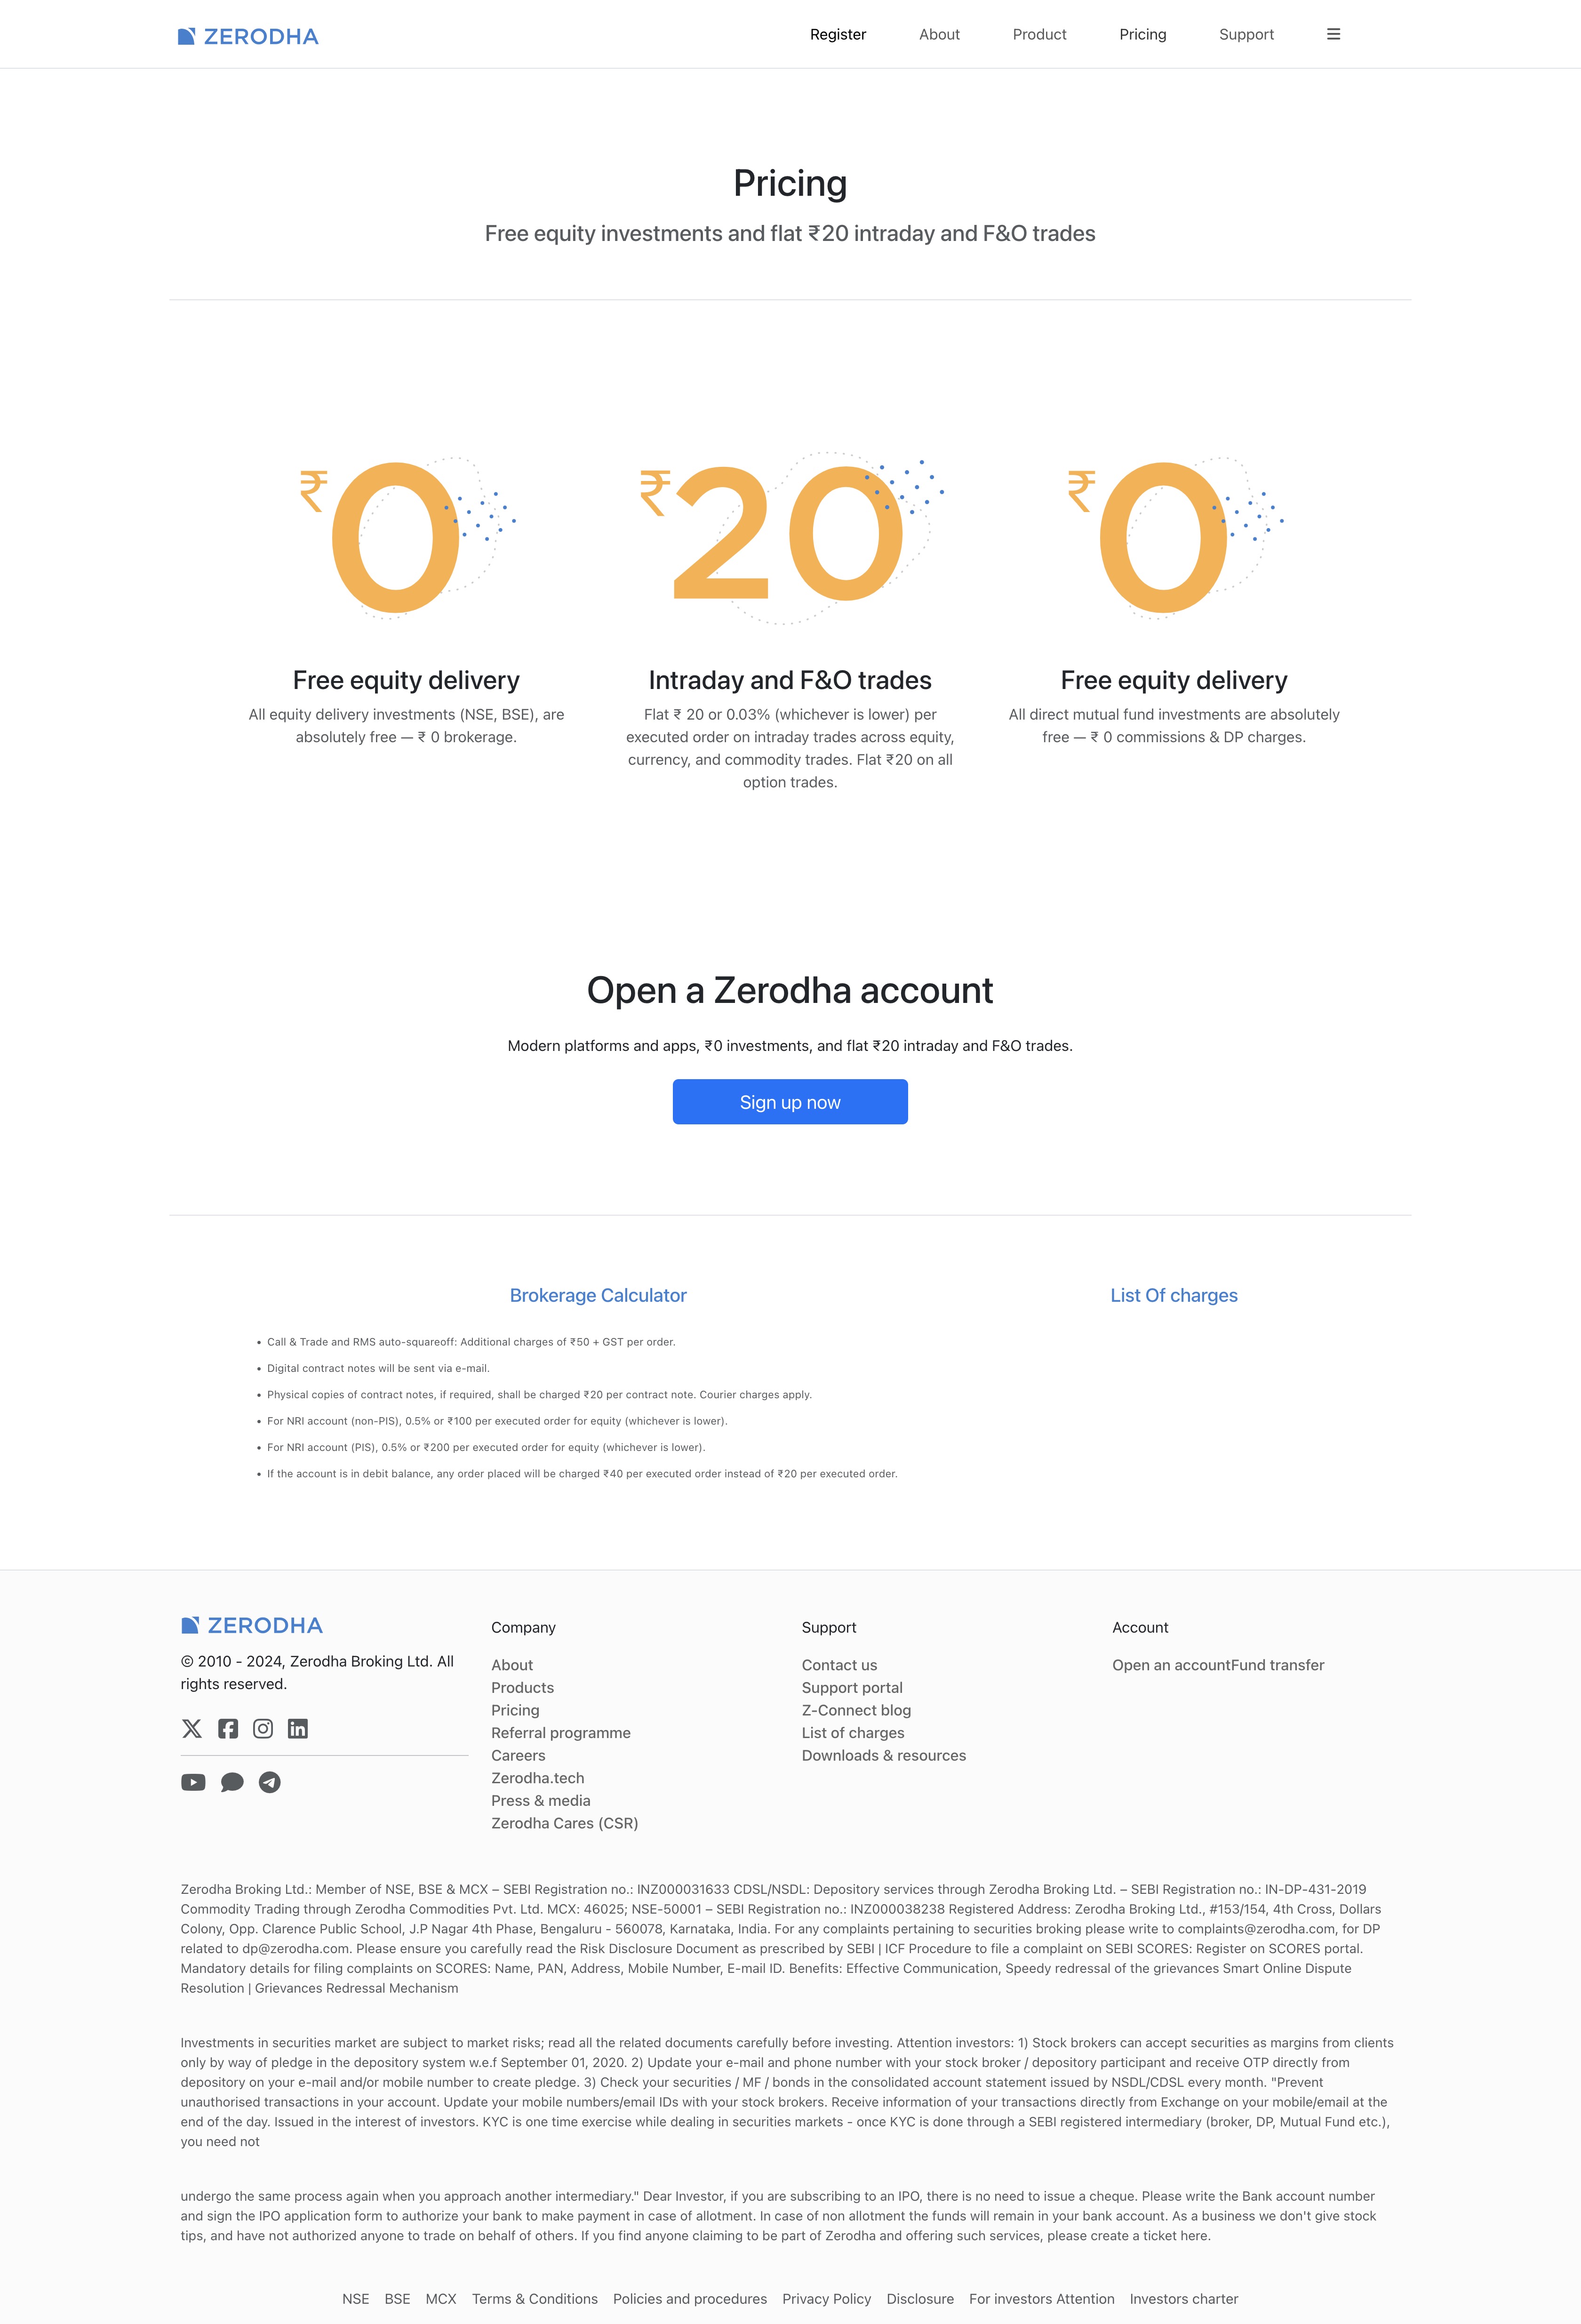 ZERODHA
Register
About
Product
Pricing
Support
Pricing
Free equity investments and flat ₹20 intraday and F&O trades
₹0
Free equity delivery
All equity delivery investments (NSE, BSE), are
absolutely free — ₹ 0 brokerage.
₹20
Intraday and F&O trades
Flat ₹ 20 or 0.03% (whichever is lower) per
executed order on intraday trades across equity,
currency, and commodity trades. Flat ₹20 on all
option trades.
₹0
Free equity delivery
All direct mutual fund investments are absolutely
free — ₹ 0 commissions & DP charges.
Open a Zerodha account
Modern platforms and apps, ₹0 investments, and flat ₹20 intraday and F&O trades.
Sign up now
Brokerage Calculator
• Call & Trade and RMS auto-squareoff: Additional charges of ₹50 + GST per order.
• Digital contract notes will be sent via e-mail.
• Physical copies of contract notes, if required, shall be charged ₹20 per contract note. Courier charges apply.
• For NRI account (non-PIS), 0.5% or ₹100 per executed order for equity (whichever is lower).
• For NRI account (PIS), 0.5% or ₹200 per executed order for equity (whichever is lower).
• If the account is in debit balance, any order placed will be charged ₹40 per executed order instead of ₹20 per executed order.
List Of charges
ZERODHA
© 2010 - 2024, Zerodha Broking Ltd. All
rights reserved.
Company
About
Products
Pricing
Referral programme
Careers
Zerodha.tech
Press & media
Zerodha Cares (CSR)
Support
Contact us
Support portal
Z-Connect blog
List of charges
Downloads & resources
Account
Open an accountFund transfer
Zerodha Broking Ltd.: Member of NSE, BSE & MCX – SEBI Registration no.: INZ000031633 CDSL/NSDL: Depository services through Zerodha Broking Ltd. – SEBI Registration no.: IN-DP-431-2019
Commodity Trading through Zerodha Commodities Pvt. Ltd. MCX: 46025; NSE-50001 – SEBI Registration no.: INZ000038238 Registered Address: Zerodha Broking Ltd., #153/154, 4th Cross, Dollars
Colony, Opp. Clarence Public School, J.P Nagar 4th Phase, Bengaluru - 560078, Karnataka, India. For any complaints pertaining to securities broking please write to complaints@zerodha.com, for DP
related to dp@zerodha.com. Please ensure you carefully read the Risk Disclosure Document as prescribed by SEBI | ICF Procedure to file a complaint on SEBI SCORES: Register on SCORES portal.
Mandatory details for filing complaints on SCORES: Name, PAN, Address, Mobile Number, E-mail ID. Benefits: Effective Communication, Speedy redressal of the grievances Smart Online Dispute
Resolution | Grievances Redressal Mechanism
Investments in securities market are subject to market risks; read all the related documents carefully before investing. Attention investors: 1) Stock brokers can accept securities as margins from clients
only by way of pledge in the depository system w.e.f September 01, 2020. 2) Update your e-mail and phone number with your stock broker / depository participant and receive OTP directly from
depository on your e-mail and/or mobile number to create pledge. 3) Check your securities / MF / bonds in the consolidated account statement issued by NSDL/CDSL every month. "Prevent
unauthorised transactions in your account. Update your mobile numbers/email IDs with your stock brokers. Receive information of your transactions directly from Exchange on your mobile/email at the
end of the day. Issued in the interest of investors. KYC is one time exercise while dealing in securities markets - once KYC is done through a SEBI registered intermediary (broker, DP, Mutual Fund etc.),
you need not
undergo the same process again when you approach another intermediary." Dear Investor, if you are subscribing to an IPO, there is no need to issue a cheque. Please write the Bank account number
and sign the IPO application form to authorize your bank to make payment in case of allotment. In case of non allotment the funds will remain in your bank account. As a business we don't give stock
tips, and have not authorized anyone to trade on behalf of others. If you find anyone claiming to be part of Zerodha and offering such services, please create a ticket here.
NSE BSE MCX Terms & Conditions Policies and procedures Privacy Policy Disclosure For investors Attention Investors charter